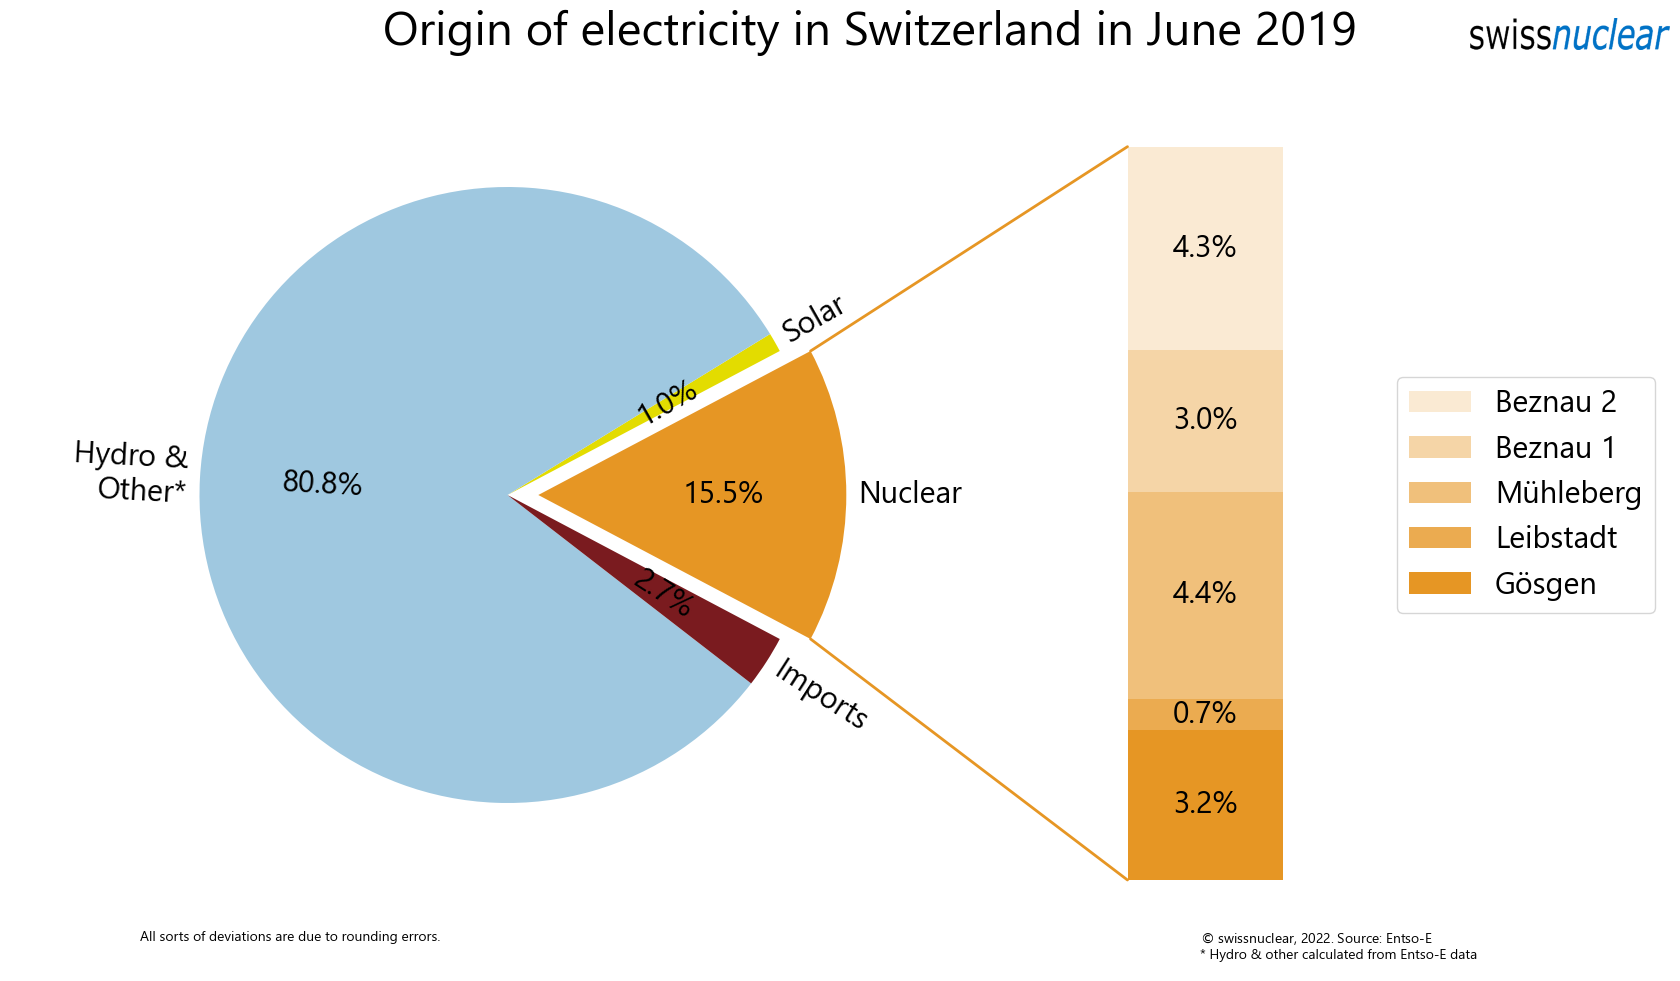 Origin of electricity in Switzerland in June 2019
swissnuclear
Solar
1.0%
Hydro &
Other*
80.8%
15.5%
Nuclear
2.7%
Imports
4.3%
3.0%
4.4%
0.7%
3.2%
Beznau 2
Beznau 1
Mühleberg
Leibstadt
Gösgen
All sorts of deviations are due to rounding errors.
© swissnuclear, 2022. Source: Entso-E
* Hydro & other calculated from Entso-E data